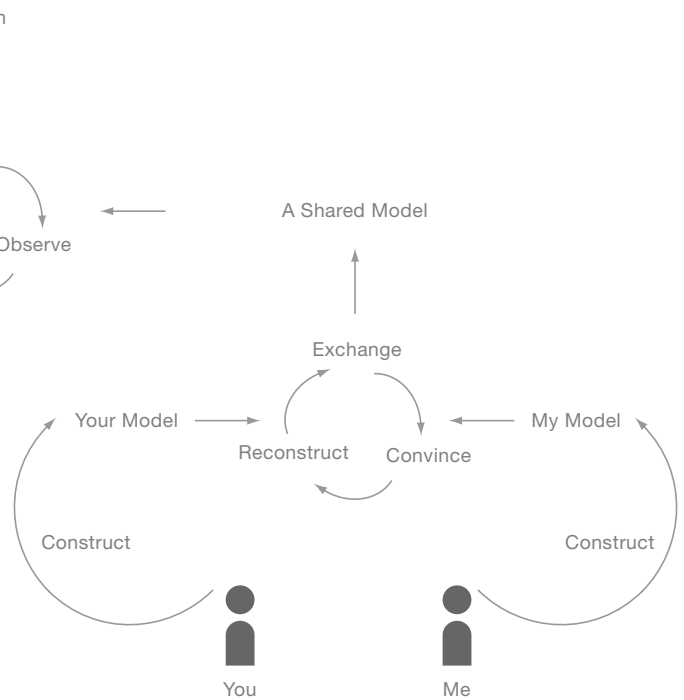 A Shared Model
Observe
Exchange
Your Model
My Model
Reconstruct
Convince
Construct
Construct
You
Me